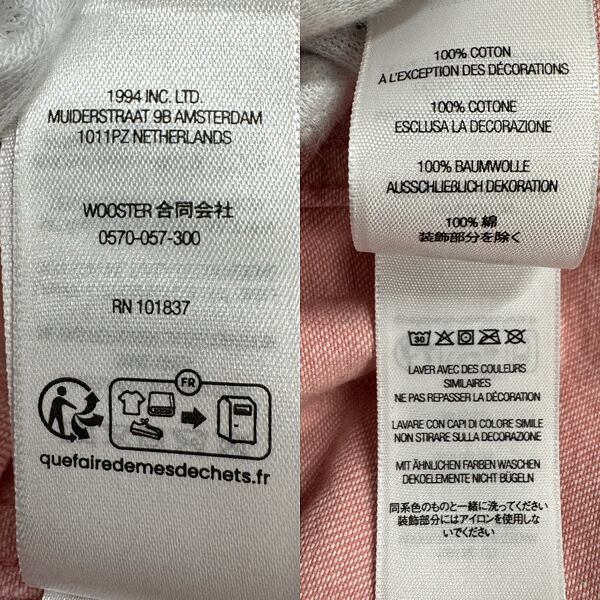 1994 INC. LTD.
MUIDERSTRAAT 9B AMSTERDAM
1011PZ NETHERLANDS
WOOSTER 合同会社
0570-057-300
RN 101837
FR
quefairedemesdechets.fr
100% COTON
À L'EXCEPTION DES DÉCORATIONS
100% COTONE
ESCLUSA LA DECORAZIONE
100% BAUMWOLLE
AUSSCHLIEßLICH DEKORATION
100% 綿
装飾部分を除く
30
LAVER AVEC DES COULEURS
SIMILAIRES
NE PAS REPASSER LA DÉCORATION
LAVARE CON CAPI DI COLORE SIMILE
NON STIRARE SULLA DECORAZIONE
MIT ÄHNLICHEN FARBEN WASCHEN
DEKOELEMENTE NICHT BÜGELN
同系色のものと一緒に洗ってください
装飾部分にはアイロンを使用しな
いでください